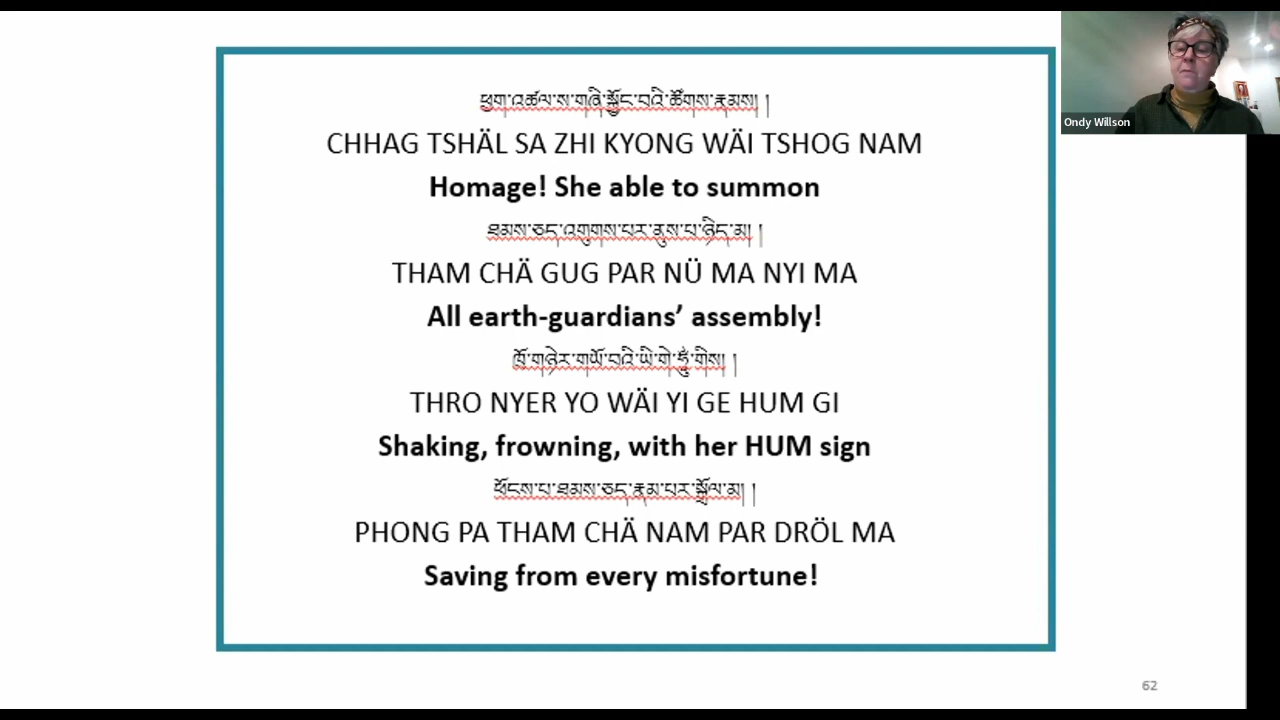 ཕྱག་འཚལ་ས་གཞི་སྐྱོང་བའི་ཚོགས་རྣམས། །
CHHAG TSHÄL SA ZHI KYONG WÄI TSHOG NAM
Homage! She able to summon
ཐམས་ཅད་འགུགས་པར་ནུས་པ་ཉིད་མ། །
THAM CHÄ GUG PAR NÜ MA NYI MA
All earth-guardians’ assembly!
ཁྲོ་གཉེར་གཡོ་བའི་ཡི་གེ་ཧཱུྃ་གིས། །
THRO NYER YO WÄI YI GE HUM GI
Shaking, frowning, with her HUM sign
ཕོངས་པ་ཐམས་ཅད་རྣམ་པར་སྒྲོལ་མ། །
PHONG PA THAM CHÄ NAM PAR DRÖL MA
Saving from every misfortune!
62
Ondy Willson